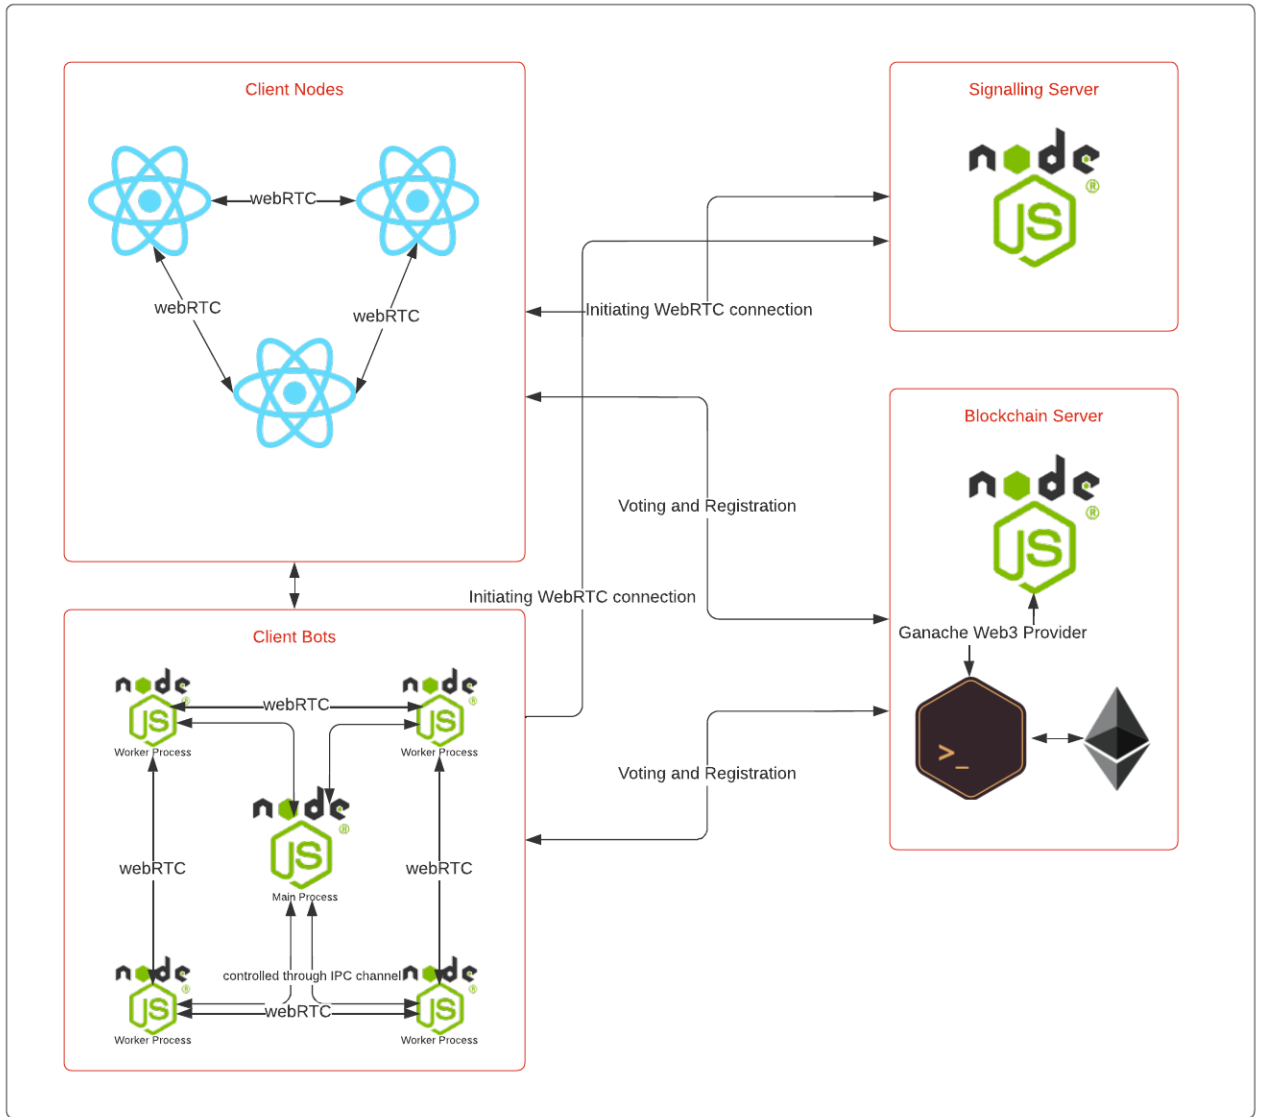 Client Nodes
webRTC
webRTC
webRTC
Signalling Server
node
JS
®
Initiating WebRTC connection
Blockchain Server
node
JS
®
Voting and Registration
Initiating WebRTC connection
Ganache Web3 Provider
>_
Voting and Registration
Client Bots
node
JS
®
Worker Process
webRTC
node
JS
®
Worker Process
node
JS
®
Main Process
webRTC
webRTC
controlled through IPC channel
node
JS
®
Worker Process
webRTC
node
JS
®
Worker Process